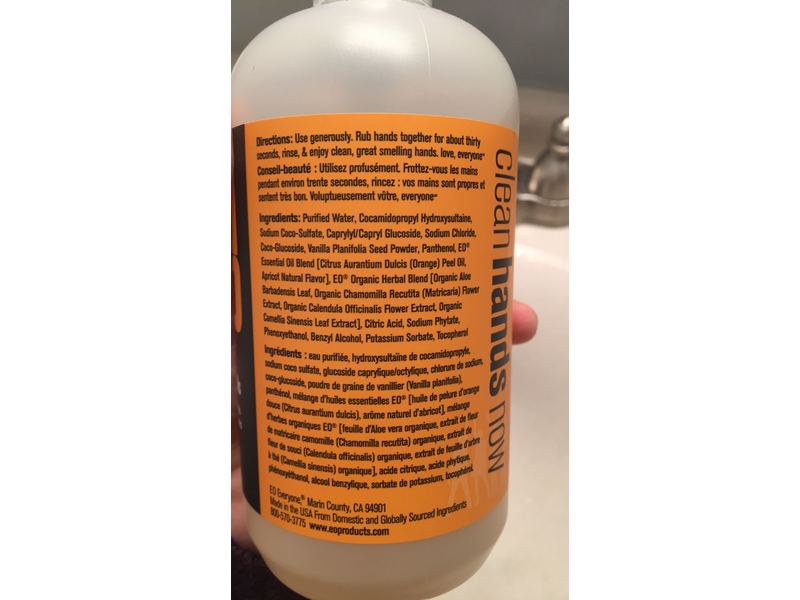 Directions: Use generously. Rub hands together for about thirty
seconds, rinse, & enjoy clean, great smelling hands. love, everyone™
Conseil-beauté : Utilisez profusément. Frottez-vous les mains
pendant environ trente secondes, rincez : vos mains sont propres et
sentent très bon. Voluptueusement vôtre, everyone™
Ingredients: Purified Water, Cocamidopropyl Hydroxysultaine,
Sodium Coco-Sulfate, Caprylyl/Capryl Glucoside, Sodium Chloride,
Coco-Glucoside, Vanilla Planifolia Seed Powder, Panthenol, EO®
Essential Oil Blend [Citrus Aurantium Dulcis (Orange) Peel Oil,
Apricot Natural Flavor], EO® Organic Herbal Blend [Organic Aloe
Barbadensis Leaf, Organic Chamomilla Recutita (Matricaria) Flower
Extract, Organic Calendula Officinalis Flower Extract, Organic
Camellia Sinensis Leaf Extract], Citric Acid, Sodium Phytate,
Phenoxyethanol, Benzyl Alcohol, Potassium Sorbate, Tocopherol
Ingrédients : eau purifiée, hydroxysultaïne de cocamidopropyle,
sodium coco sulfate, glucoside caprylique/octylique, chlorure de sodium,
coco-glucoside, poudre de graine de vanillier (Vanilla planifolia),
panthénol, mélange d'huiles essentielles EO® [huile de pelure d'orange
douce (Citrus aurantium dulcis), arôme naturel d'abricot], mélange
d'herbes organiques EO® [feuille d'Aloe vera organique, extrait de fleur
de matricaire camomille (Chamomilla recutita) organique, extrait de
fleur de souci (Calendula officinalis) organique, extrait de feuille d'arbre
à thé (Camellia sinensis) organique], acide citrique, acide phytique,
phénoxyéthanol, alcool benzylique, sorbate de potassium, tocophérol
EO Everyone,® Marin County, CA 94901
Made in the USA From Domestic and Globally Sourced Ingredients
800-570-3775 www.eoproducts.com
clean hands now